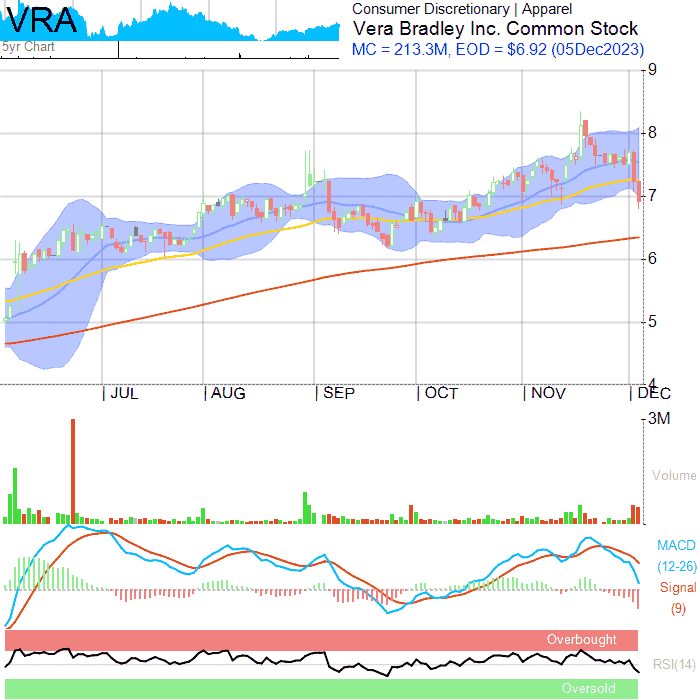 VRA
5yr Chart
Consumer Discretionary | Apparel
Vera Bradley Inc. Common Stock
MC = 213.3M, EOD = $6.92 (05Dec2023)
9
8
7
6
5
4
JUL AUG SEP OCT NOV DEC
3M
Volume
MACD
(12-26)
Signal
(9)
Overbought
RSI(14)
Oversold